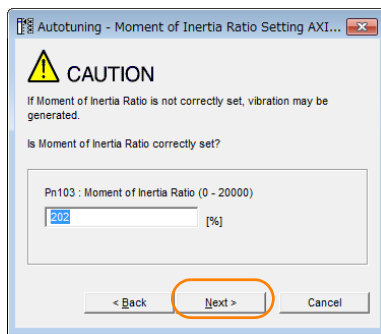 Autotuning - Moment of Inertia Ratio Setting AXI...
CAUTION
If Moment of Inertia Ratio is not correctly set, vibration may be
generated.
Is Moment of Inertia Ratio correctly set?
Pn103 : Moment of Inertia Ratio (0 - 20000)
202 [%]
< Back Next > Cancel